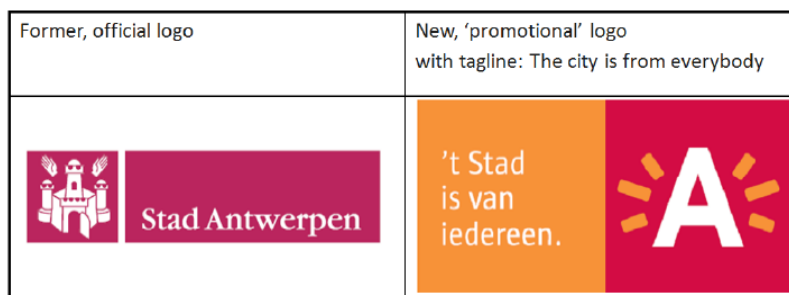 Former, official logo
New, ‘promotional’ logo
with tagline: The city is from everybody
Stad Antwerpen
’t Stad
is van
iedereen.
A